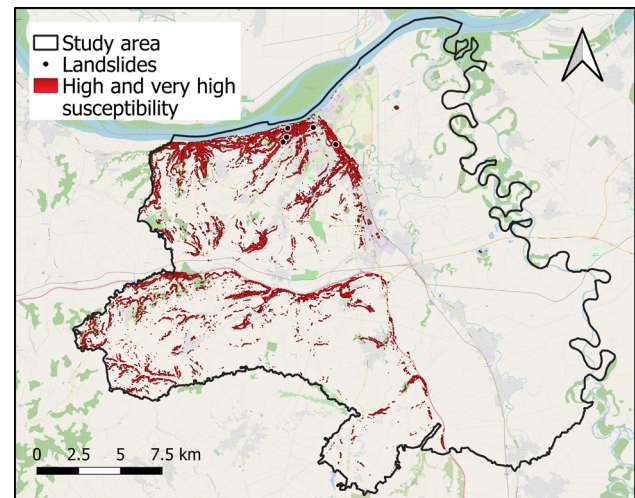 Study area
Landslides
High and very high
susceptibility
0 2.5 5 7.5 km